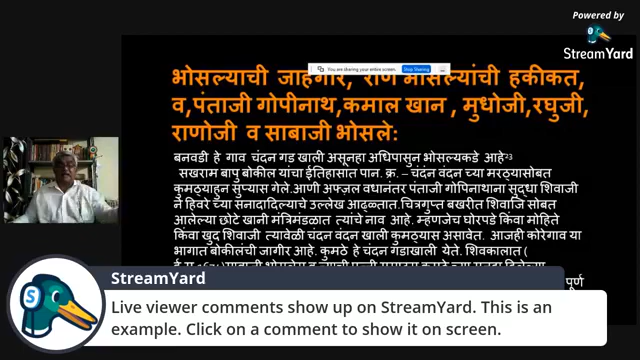 Powered by
StreamYard
You are sharing your entire screen.
Stop Sharing
भोसल्याची जाहगीर, राणे भोसल्यांची हकीकत,
व,पंताजी गोपीनाथ,कमाल खान , मुधोजी,रघुजी,
राणोजी व साबाजी भोसले:
बनवडी हे गाव चंदन गड खाली असूनहा अधिपासुन भोसल्यकडे आहे²³
सखराम बापु बोकील यांचा ईतिहासात पान. क्र. – चंदंन वंदन च्या मरठ्यासोबत
कुमठ्याहुन सुप्यास गेले.आणी अफ़्ज़ल वधानंतर पंताजी गोपिनाथाना सुद्धा शिवाजी
ने हिवरे च्या सनादादिल्याचे उल्लेख आढ्ळ्तात.चित्रगुप्त बखरीत शिवाजि सोबत
आलेल्या छोटे खानी मंत्रिमंडळात त्यांचे नाव आहे. म्हणजेच घोरपडे किंवा मोहिते
किंवा खुद शिवाजी त्यावेळी चंदन वंदन खाली कुमठ्यास असावेत. आजही कोरेगाव या
भागात बोकीलंची जागीर आहे. कुमठे हे चंदन गडाखाली येते. शिवकालात (
पूर्ण
StreamYard
Live viewer comments show up on StreamYard. This is an
example. Click on a comment to show it on screen.